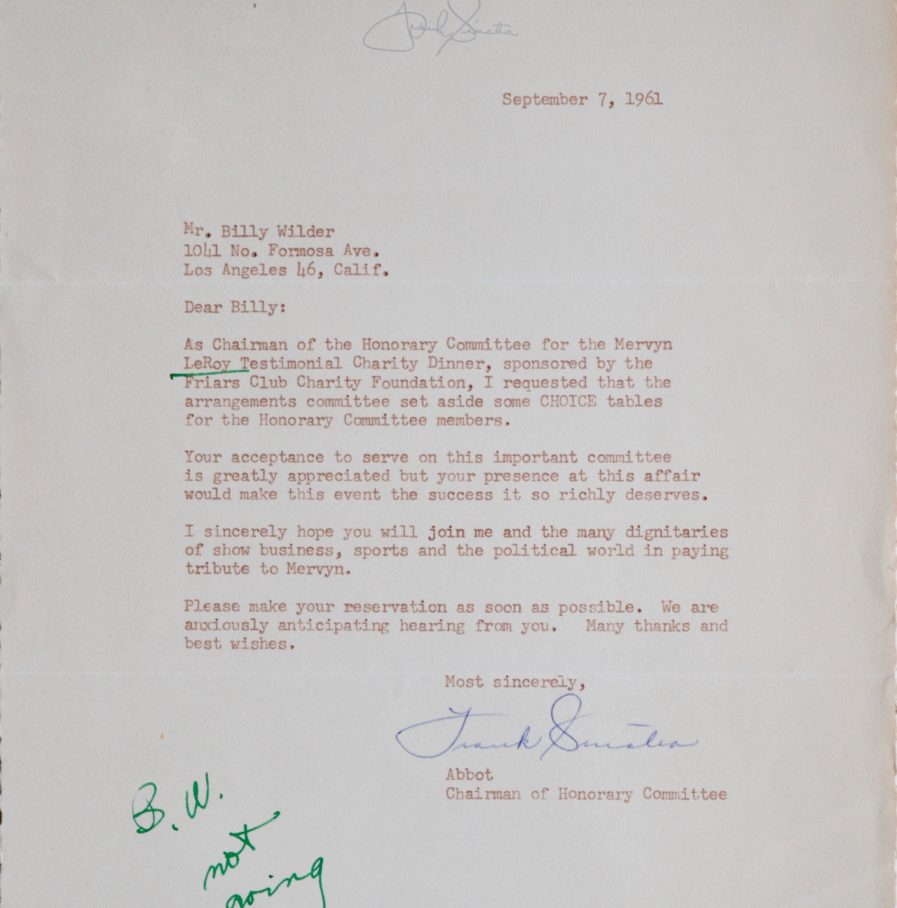 Frank Sinatra
September 7, 1961
Mr. Billy Wilder
1041 No. Formosa Ave.
Los Angeles 46, Calif.
Dear Billy:
As Chairman of the Honorary Committee for the Mervyn
LeRoy Testimonial Charity Dinner, sponsored by the
Friars Club Charity Foundation, I requested that the
arrangements committee set aside some CHOICE tables
for the Honorary Committee members.
Your acceptance to serve on this important committee
is greatly appreciated but your presence at this affair
would make this event the success it so richly deserves.
I sincerely hope you will join me and the many dignitaries
of show business, sports and the political world in paying
tribute to Mervyn.
Please make your reservation as soon as possible. We are
anxiously anticipating hearing from you. Many thanks and
best wishes.
Most sincerely,
Frank Sinatra
Abbot
Chairman of Honorary Committee
B.W.
not
going